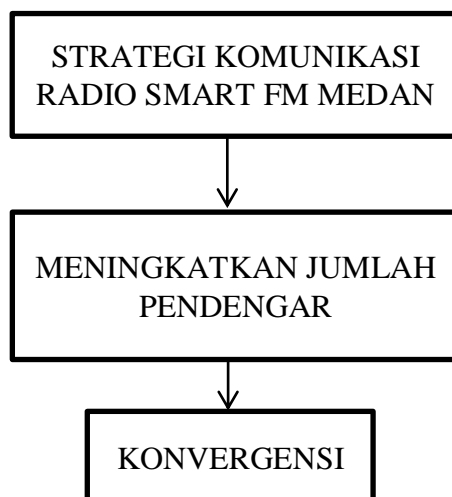 STRATEGI KOMUNIKASI
RADIO SMART FM MEDAN
MENINGKATKAN JUMLAH
PENDENGAR
KONVERGENSI